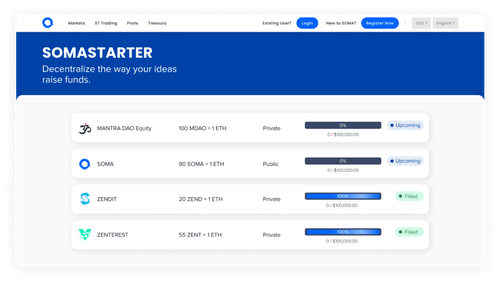 Markets ST Trading Pools Treasury Existing User? Login New to SOMA? Register Now USD English
SOMASTARTER
Decentralize the way your ideas
raise funds.
MANTRA DAO Equity 100 MDAO = 1 ETH Private 0% Upcoming
0 / $100,000.00
SOMA 90 SOMA = 1 ETH Public 0% Upcoming
0 / $100,000.00
ZENDIT 20 ZEND = 1 ETH Private 100% Filled
0 / $100,000.00
ZENTEREST 55 ZENT = 1 ETH Private 100% Filled
0 / $100,000.00